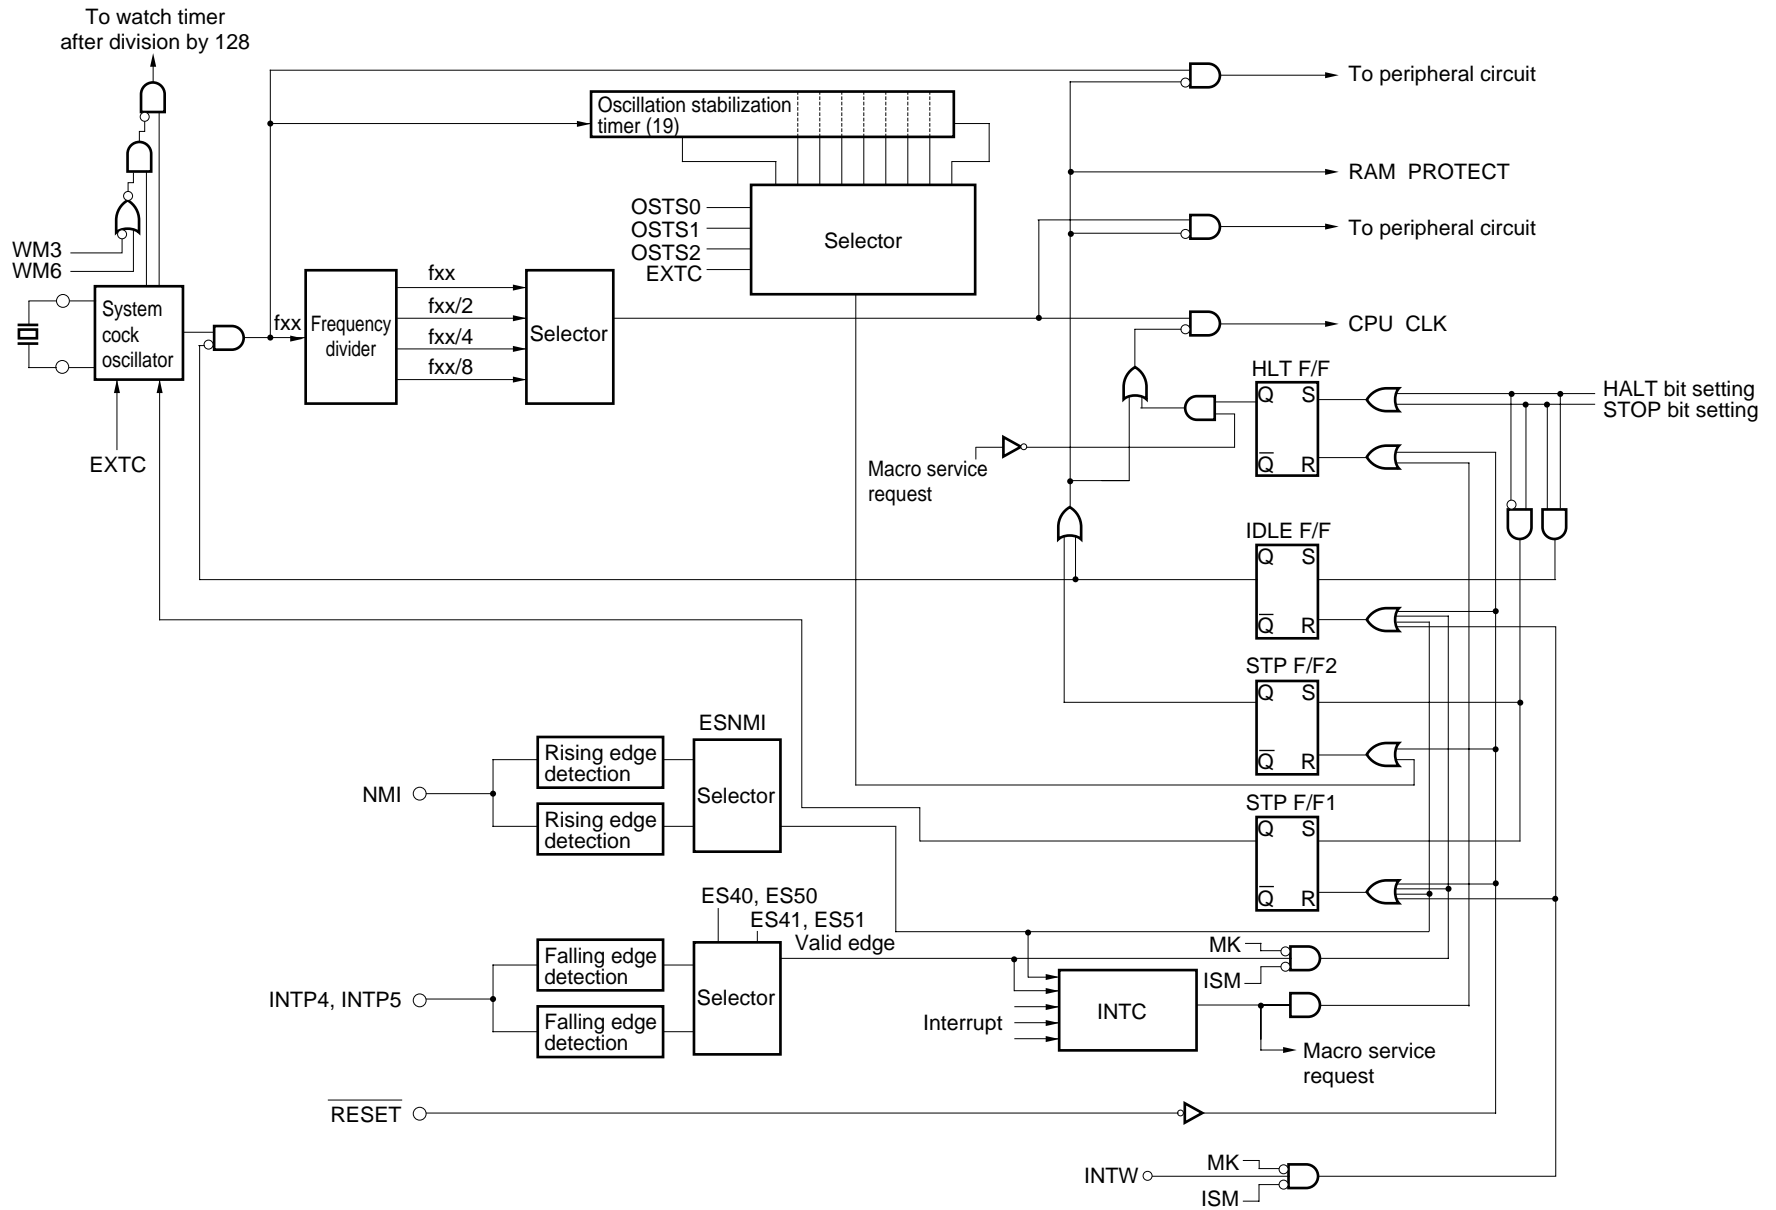 To watch timer
after division by 128
To peripheral circuit
Oscillation stabilization
timer (19)
RAM PROTECT
OSTS0
OSTS1
OSTS2
EXTC
Selector
To peripheral circuit
WM3
WM6
System
cock
oscillator
fxx
Frequency
divider
fxx
fxx/2
fxx/4
fxx/8
Selector
CPU CLK
HLT F/F
Q S
Q̅ R
HALT bit setting
STOP bit setting
EXTC
Macro service
request
IDLE F/F
Q S
Q̅ R
STP F/F2
Q S
Q̅ R
ESNMI
Rising edge
detection
NMI
Selector
Rising edge
detection
STP F/F1
Q S
Q̅ R
ES40, ES50
ES41, ES51
Valid edge
Falling edge
detection
INTP4, INTP5
Selector
Falling edge
detection
MK
ISM
Interrupt
INTC
Macro service
request
R̅E̅S̅E̅T̅
MK
INTW
ISM